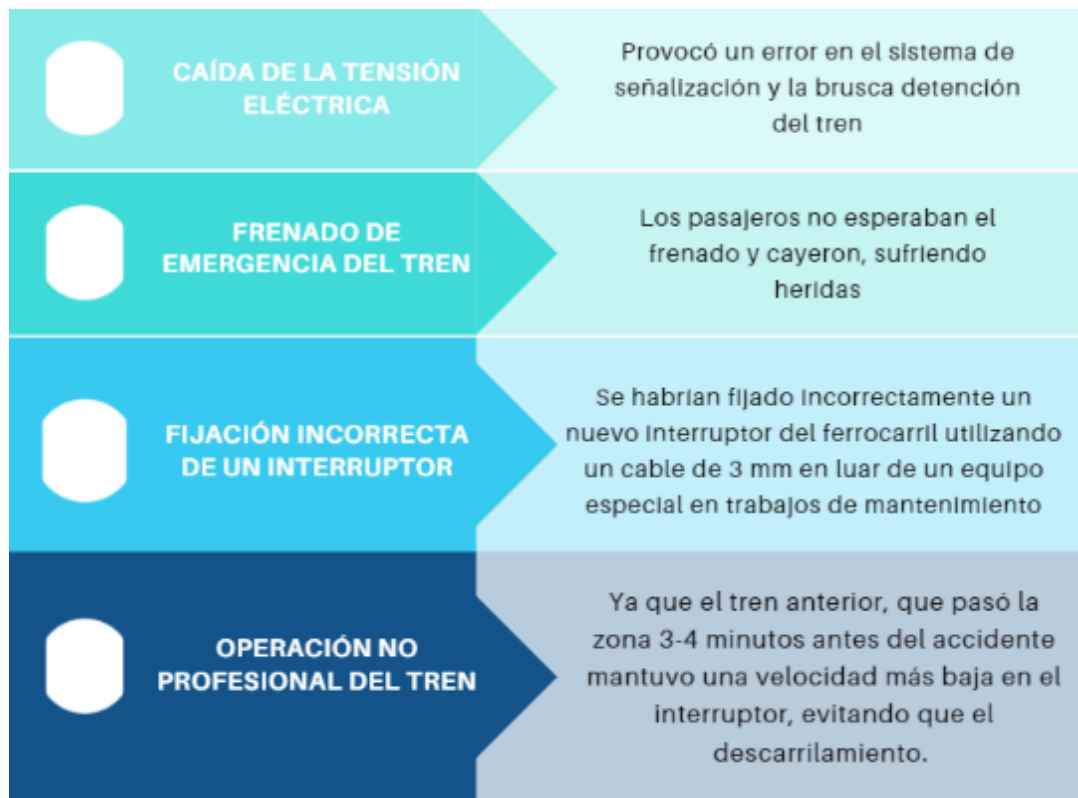 CAÍDA DE LA TENSIÓN
ELÉCTRICA
Provocó un error en el sistema de
señalización y la brusca detención
del tren
FRENADO DE
EMERGENCIA DEL TREN
Los pasajeros no esperaban el
frenado y cayeron, sufriendo
heridas
FIJACIÓN INCORRECTA
DE UN INTERRUPTOR
Se habrían fijado incorrectamente un
nuevo interruptor del ferrocarril utilizando
un cable de 3 mm en luar de un equipo
especial en trabajos de mantenimiento
OPERACIÓN NO
PROFESIONAL DEL TREN
Ya que el tren anterior, que pasó la
zona 3-4 minutos antes del accidente
mantuvo una velocidad más baja en el
interruptor, evitando que el
descarrilamiento.